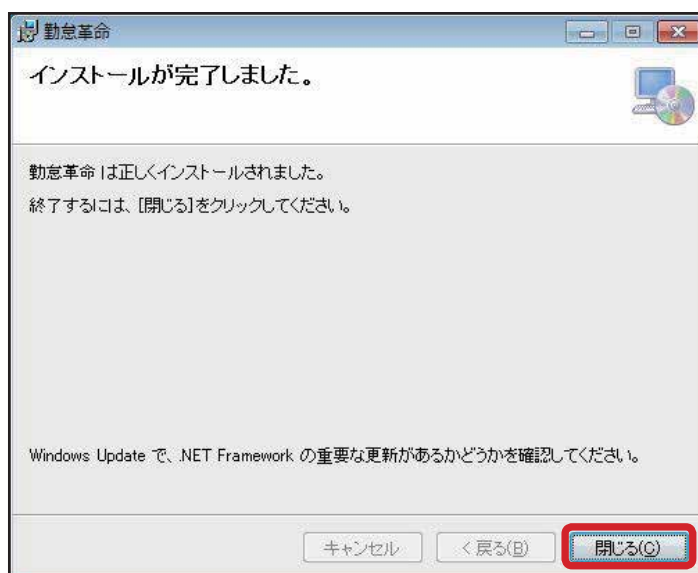 勤怠革命
インストールが完了しました。
勤怠革命 は正しくインストールされました。
終了するには、[閉じる]をクリックしてください。
Windows Update で、.NET Framework の重要な更新があるかどうかを確認してください。
キャンセル
< 戻る(B)
閉じる(C)